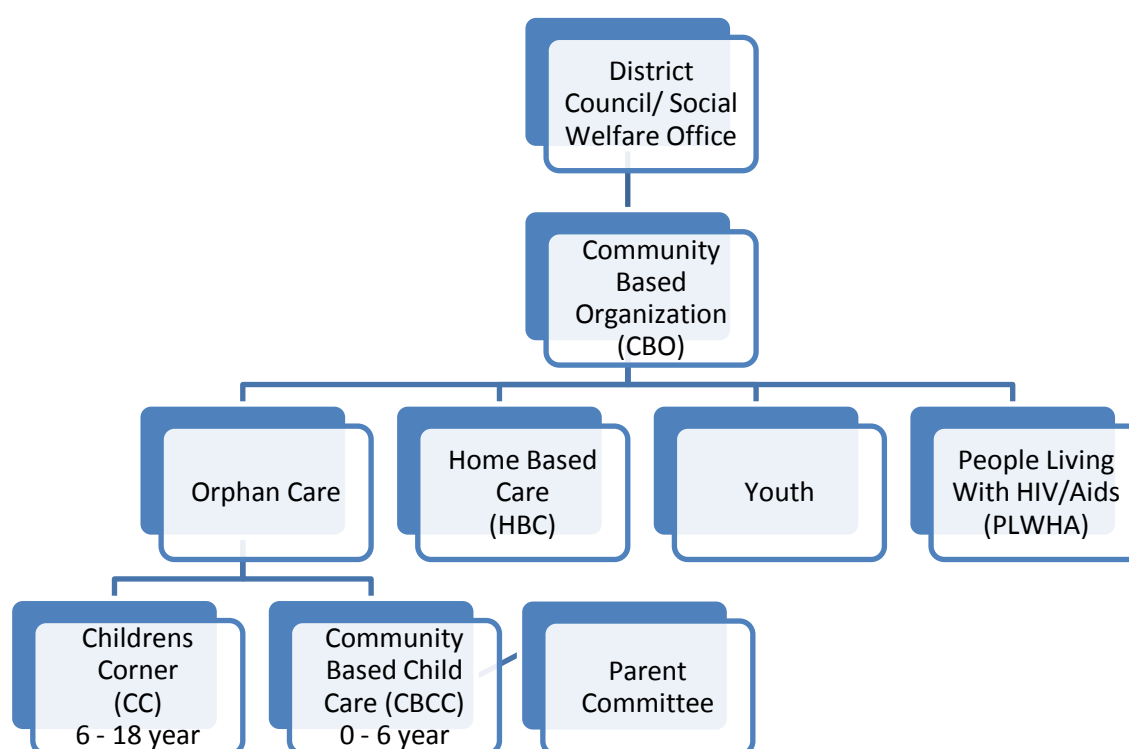 District
Council/ Social
Welfare Office
Community
Based
Organization
(CBO)
Orphan Care
Home Based
Care
(HBC)
Youth
People Living
With HIV/Aids
(PLWHA)
Childrens
Corner
(CC)
6 - 18 year
Community
Based Child
Care (CBCC)
0 - 6 year
Parent
Committee